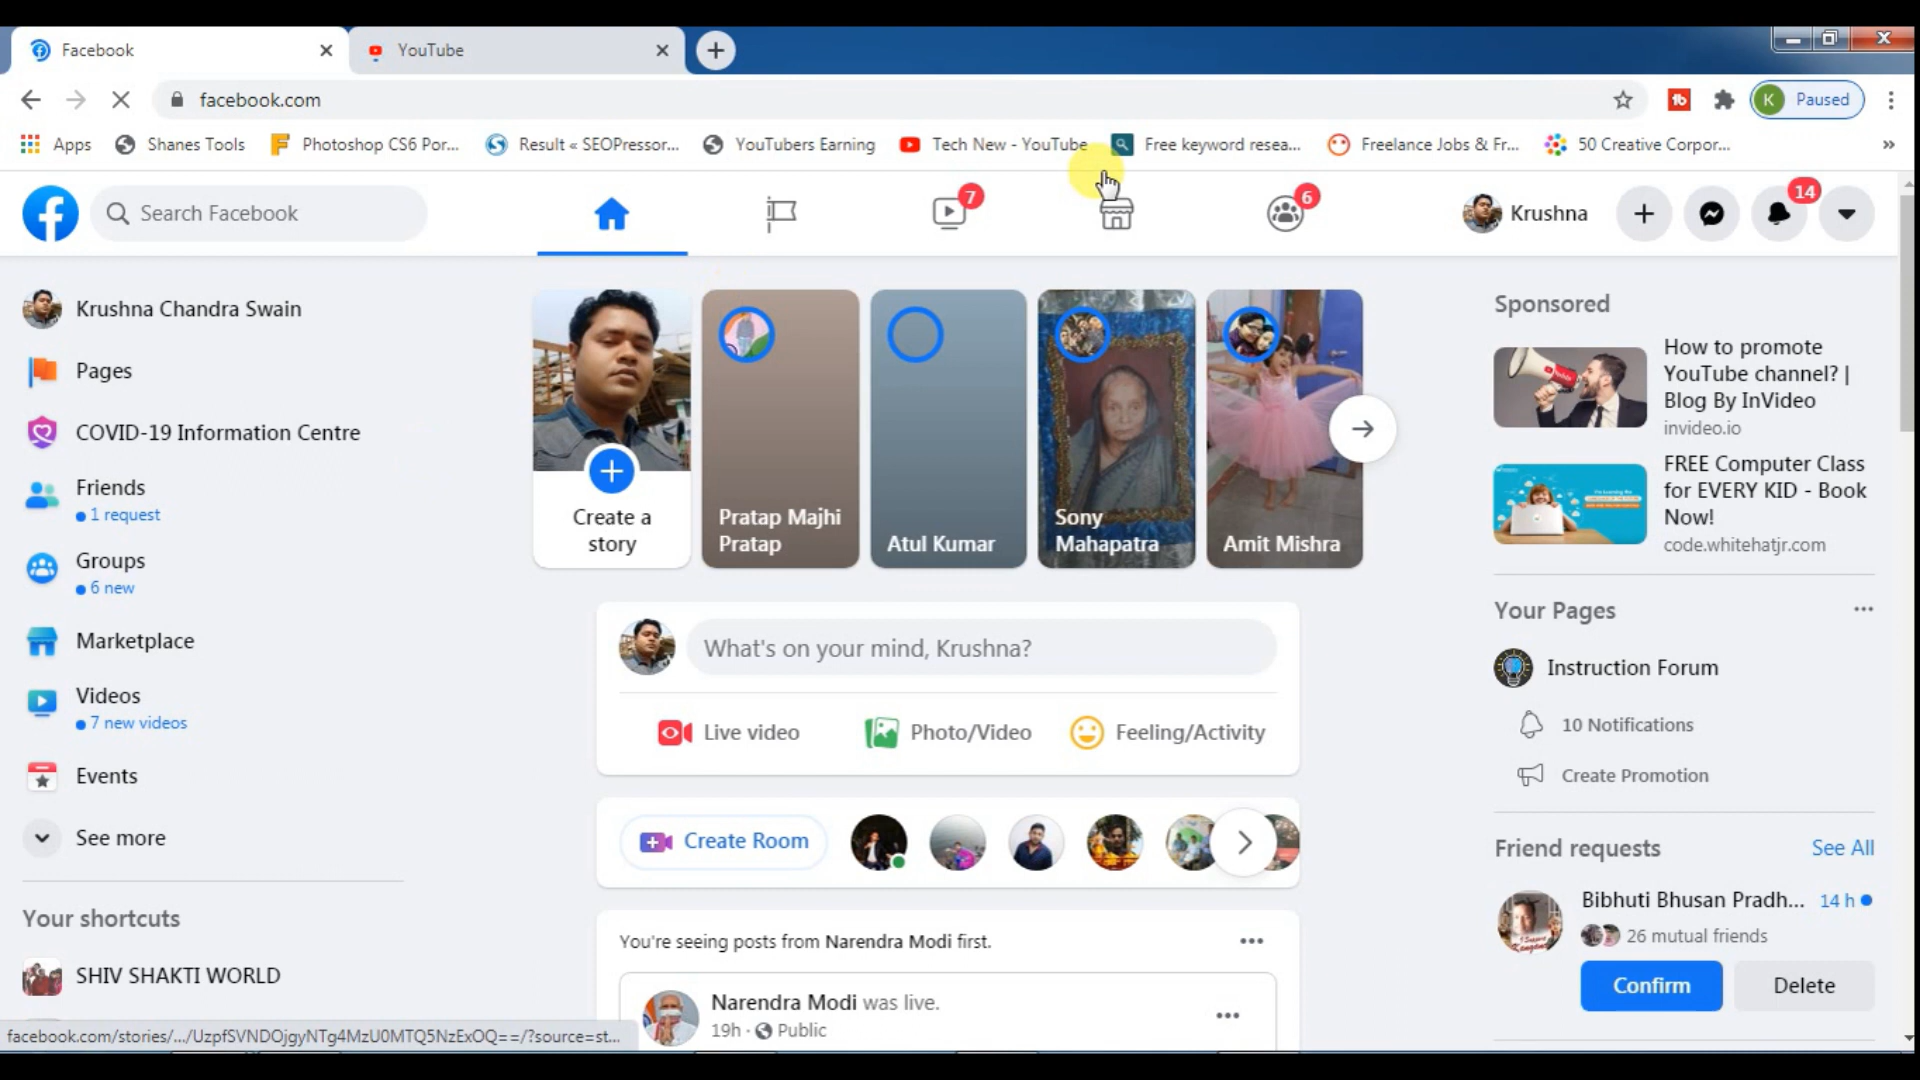 Facebook
YouTube
facebook.com
K Paused
Apps
Shanes Tools
Photoshop CS6 Por...
Result « SEOPressor...
YouTubers Earning
Tech New - YouTube
Free keyword resea...
Freelance Jobs & Fr...
50 Creative Corpor...
»
Search Facebook
7
6
Krushna
14
Krushna Chandra Swain
Pages
COVID-19 Information Centre
Friends
1 request
Groups
6 new
Marketplace
Videos
7 new videos
Events
See more
Your shortcuts
SHIV SHAKTI WORLD
facebook.com/stories/.../UzpfSVNDOjgyNTg4MzU0MTQ5NzExOQ==/?source=st...
Create a
story
Pratap Majhi
Pratap
Atul Kumar
Sony
Mahapatra
Amit Mishra
What's on your mind, Krushna?
Live video
Photo/Video
Feeling/Activity
Create Room
You're seeing posts from Narendra Modi first.
Narendra Modi was live.
19h · Public
Sponsored
How to promote
YouTube channel? |
Blog By InVideo
invideo.io
FREE Computer Class
for EVERY KID - Book
Now!
code.whitehatjr.com
Your Pages
Instruction Forum
10 Notifications
Create Promotion
Friend requests
See All
Bibhuti Bhusan Pradh...
14 h
26 mutual friends
Confirm
Delete